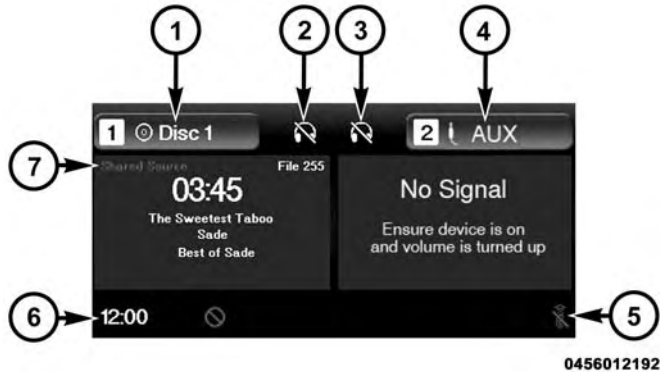 1 2 3 4
1 Disc 1 2 AUX
7
Shared Source File 255
03:45
The Sweetest Taboo
Sade
Best of Sade
No Signal
Ensure device is on
and volume is turned up
6 12:00 5
0456012192